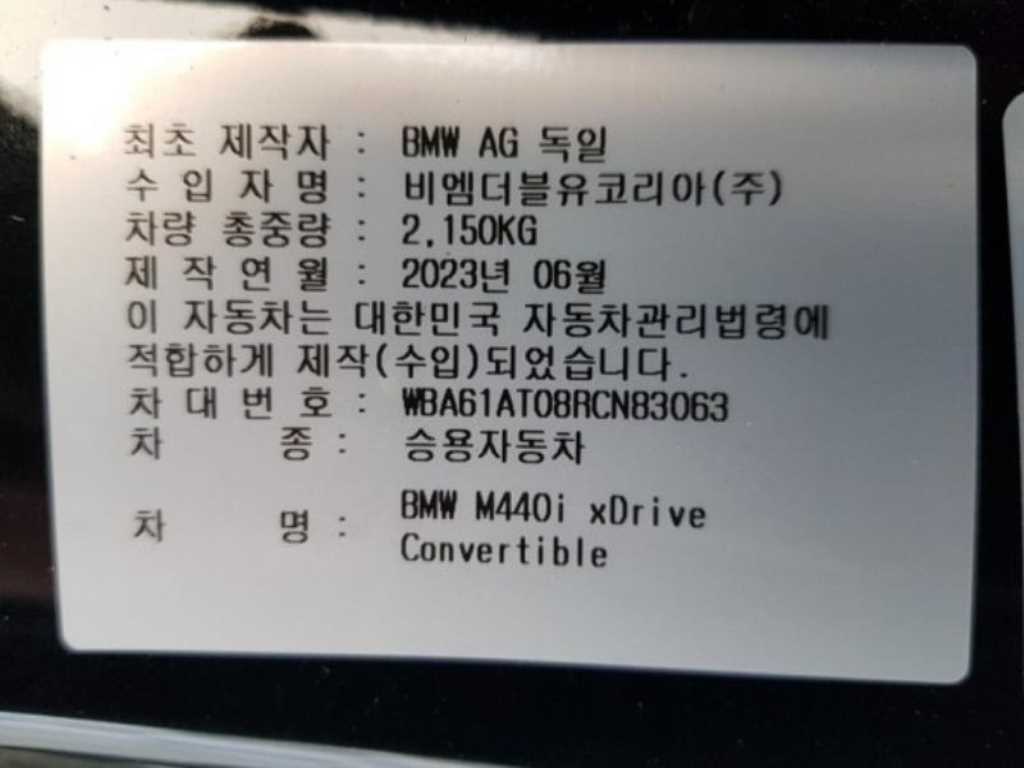 최초 제작자 : BMW AG 독일
수 입 자 명 : 비엠더블유코리아(주)
차량 총중량 : 2,150KG
제 작 연 월 : 2023년 06월
이 자동차는 대한민국 자동차관리법령에
적합하게 제작(수입)되었습니다.
차 대 번 호 : WBA61AT08RCN83063
차 종 : 승용자동차
차 명 : BMW M440i xDrive
Convertible